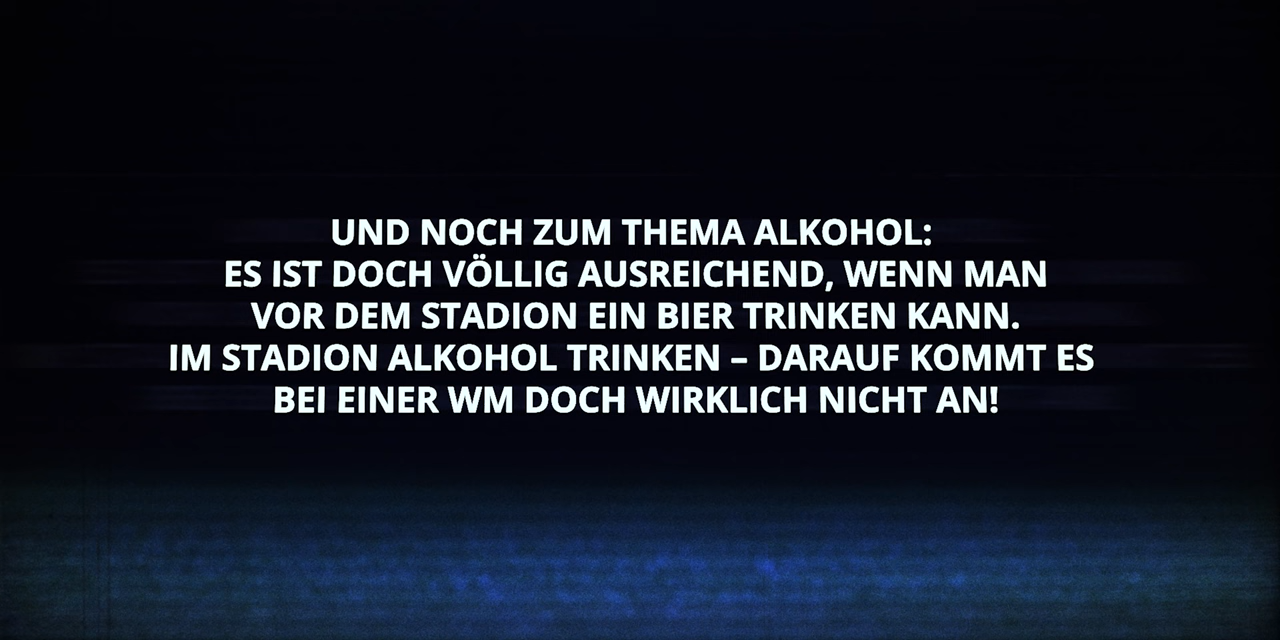 UND NOCH ZUM THEMA ALKOHOL:
ES IST DOCH VÖLLIG AUSREICHEND, WENN MAN
VOR DEM STADION EIN BIER TRINKEN KANN.
IM STADION ALKOHOL TRINKEN – DARAUF KOMMT ES
BEI EINER WM DOCH WIRKLICH NICHT AN!